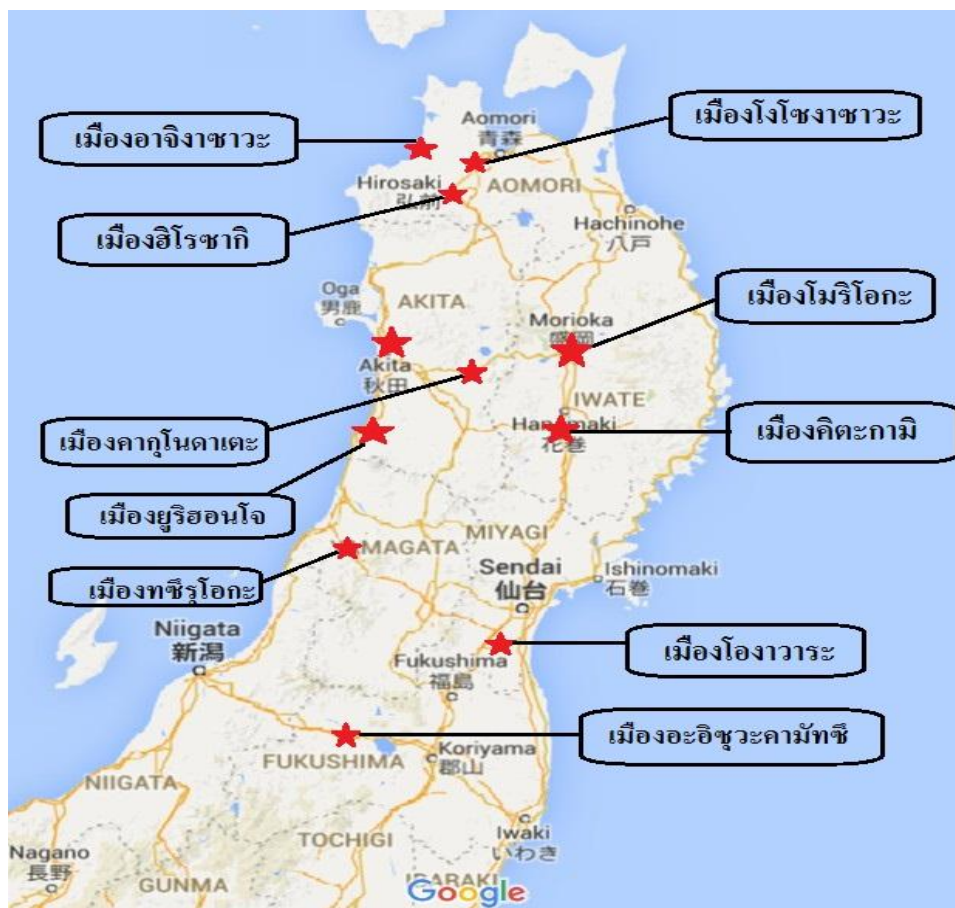 เมืองอาจิงาซาวะ
เมืองโงโซงาซาวะ
Aomori
青森
Hirosaki
弘前
AOMORI
Hachinohe
八戸
เมืองฮิโรซากิ
เมืองโมริโอกะ
Oga
男鹿
AKITA
Morioka
盛岡
Akita
秋田
IWATE
Hanamaki
花巻
เมืองคากุโนดาเตะ
เมืองคิตะกามิ
เมืองยูริฮอนโจ
MAGATA
MIYAGI
Sendai
仙台
Ishinomaki
石巻
เมืองทซึรุโอกะ
Niigata
新潟
Fukushima
福島
เมืองโองาวาระ
เมืองอะอิซุวะคามัทซึ
FUKUSHIMA
Koriyama
郡山
NIIGATA
Iwaki
いわき
TOCHIGI
Nagano
長野
GUNMA
IBARAKI
Google